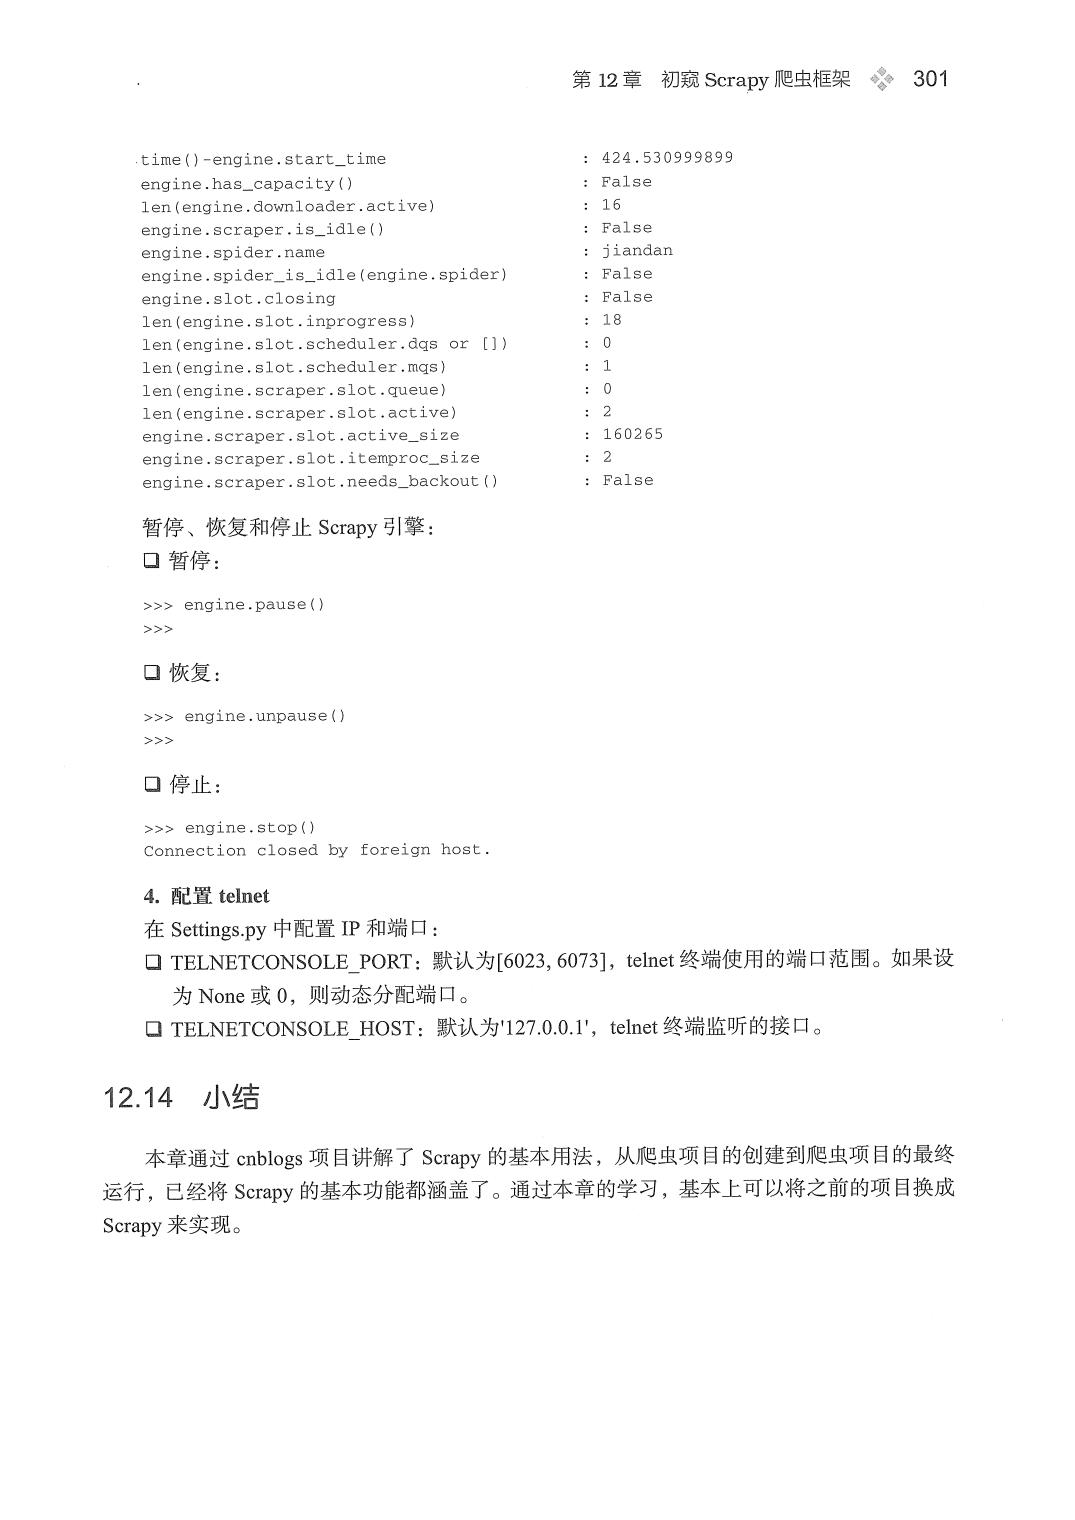 第 12 章 初窥 Scrapy 爬虫框架 301
time()-engine.start_time : 424.530999899
engine.has_capacity() : False
len(engine.downloader.active) : 16
engine.scraper.is_idle() : False
engine.spider.name : jiandan
engine.spider_is_idle(engine.spider) : False
engine.slot.closing : False
len(engine.slot.inprogress) : 18
len(engine.slot.scheduler.dqs or []) : 0
len(engine.slot.scheduler.mqs) : 1
len(engine.scraper.slot.queue) : 0
len(engine.scraper.slot.active) : 2
engine.scraper.slot.active_size : 160265
engine.scraper.slot.itemproc_size : 2
engine.scraper.slot.needs_backout() : False
暂停、恢复和停止 Scrapy 引擎：
❑ 暂停：
>>> engine.pause()
>>>
❑ 恢复：
>>> engine.unpause()
>>>
❑ 停止：
>>> engine.stop()
Connection closed by foreign host.
4. 配置 telnet
在 Settings.py 中配置 IP 和端口：
❑ TELNETCONSOLE_PORT：默认为[6023, 6073]，telnet 终端使用的端口范围。如果设
为 None 或 0，则动态分配端口。
❑ TELNETCONSOLE_HOST：默认为'127.0.0.1'，telnet 终端监听的接口。
12.14 小结
本章通过 cnblogs 项目讲解了 Scrapy 的基本用法，从爬虫项目的创建到爬虫项目的最终
运行，已经将 Scrapy 的基本功能都涵盖了。通过本章的学习，基本上可以将之前的项目换成
Scrapy 来实现。